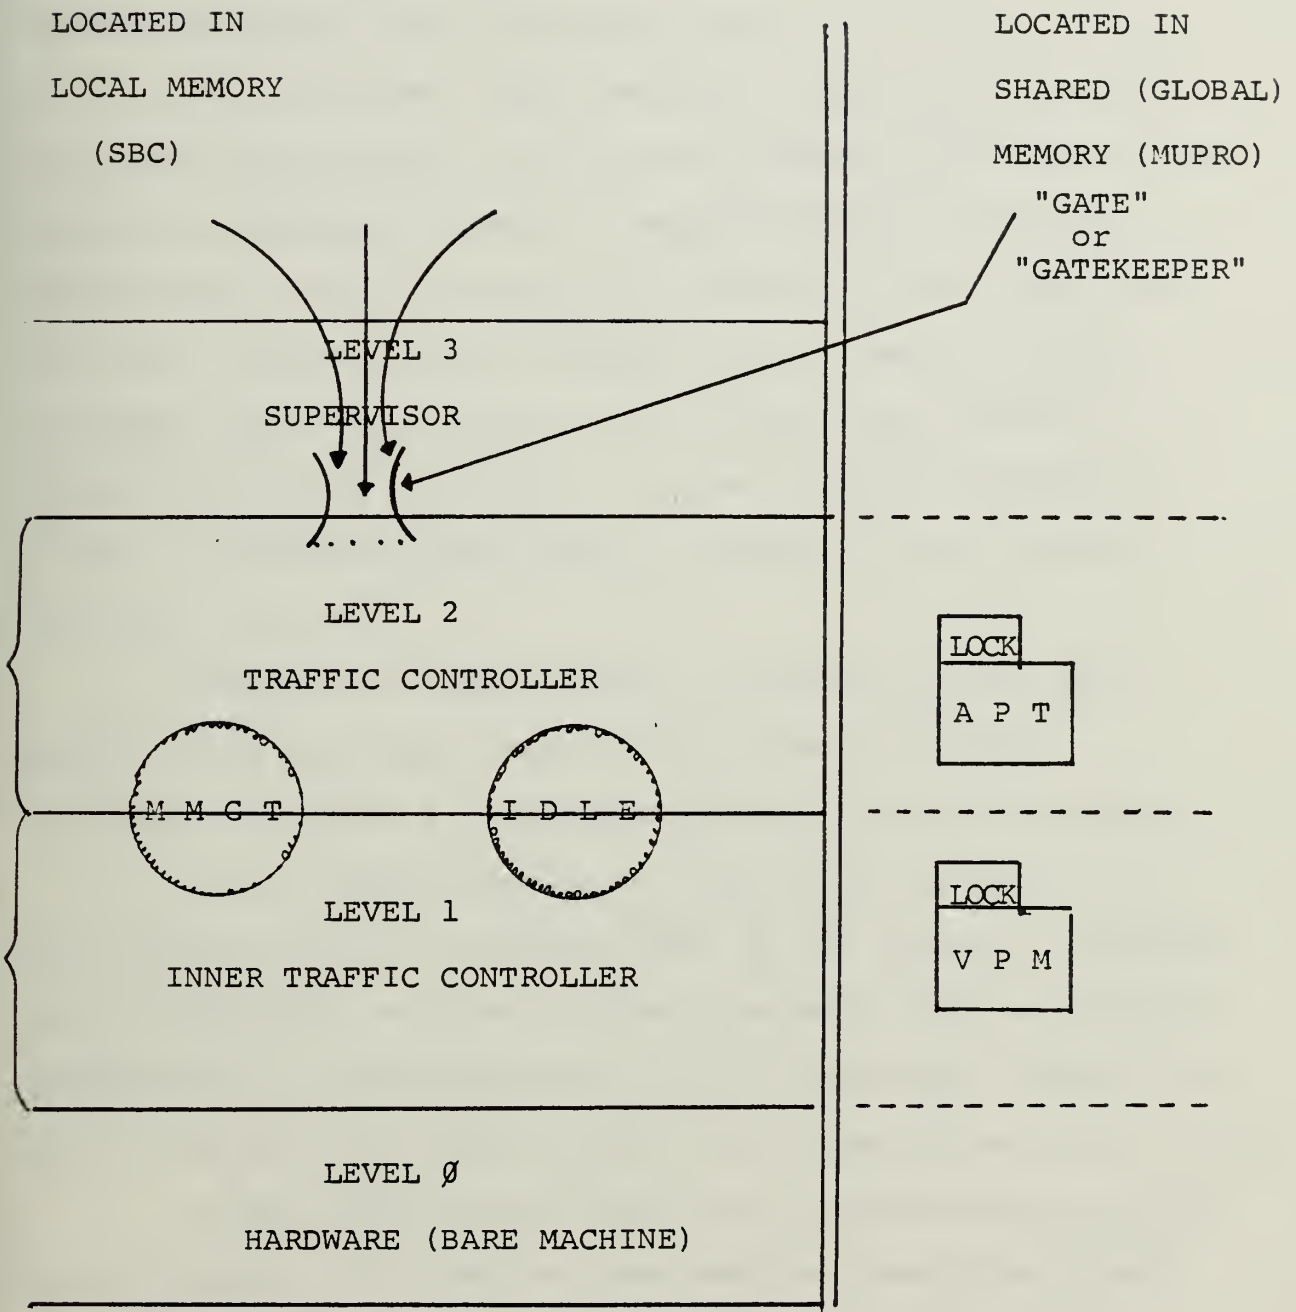 LOCATED IN
LOCAL MEMORY
(SBC)
LOCATED IN
SHARED (GLOBAL)
MEMORY (MUPRO)
"GATE"
or
"GATEKEEPER"
LEVEL 3
SUPERVISOR
LEVEL 2
TRAFFIC CONTROLLER
LOCK
A P T
M M G T
I D L E
LEVEL 1
INNER TRAFFIC CONTROLLER
LOCK
V P M
LEVEL Ø
HARDWARE (BARE MACHINE)